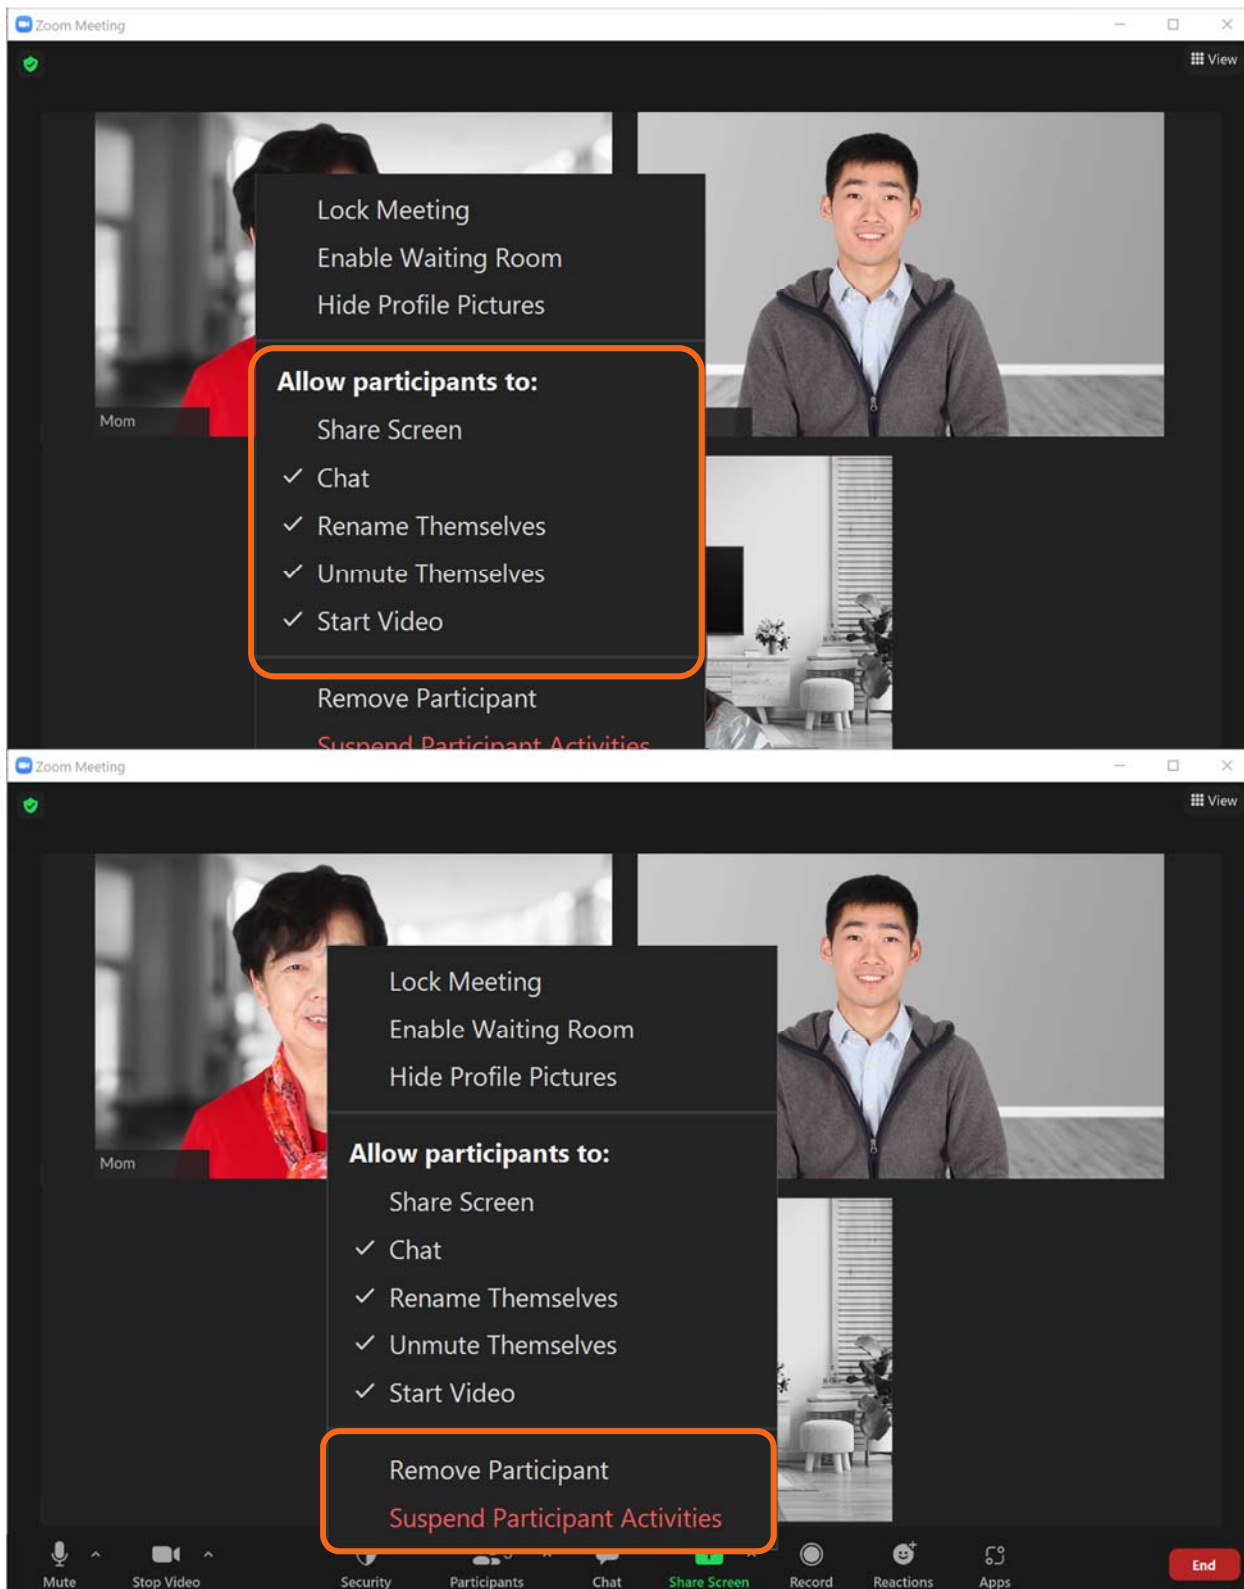 Zoom Meeting
View
Lock Meeting
Enable Waiting Room
Hide Profile Pictures
Allow participants to:
Mom
Share Screen
✓ Chat
✓ Rename Themselves
✓ Unmute Themselves
✓ Start Video
Remove Participant
Suspend Participant Activities
Zoom Meeting
View
Lock Meeting
Enable Waiting Room
Hide Profile Pictures
Allow participants to:
Mom
Share Screen
✓ Chat
✓ Rename Themselves
✓ Unmute Themselves
✓ Start Video
Remove Participant
Suspend Participant Activities
Mute Stop Video Security Participants Chat Share Screen Record Reactions Apps End